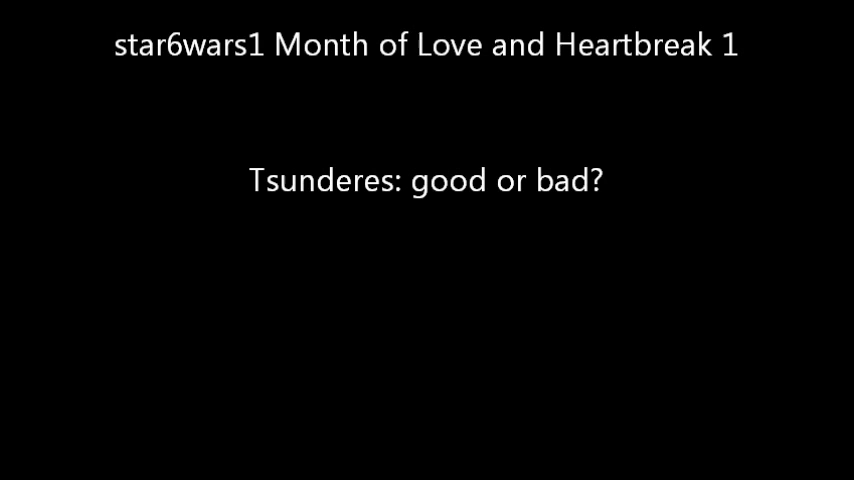 star6wars1 Month of Love and Heartbreak 1
Tsunderes: good or bad?